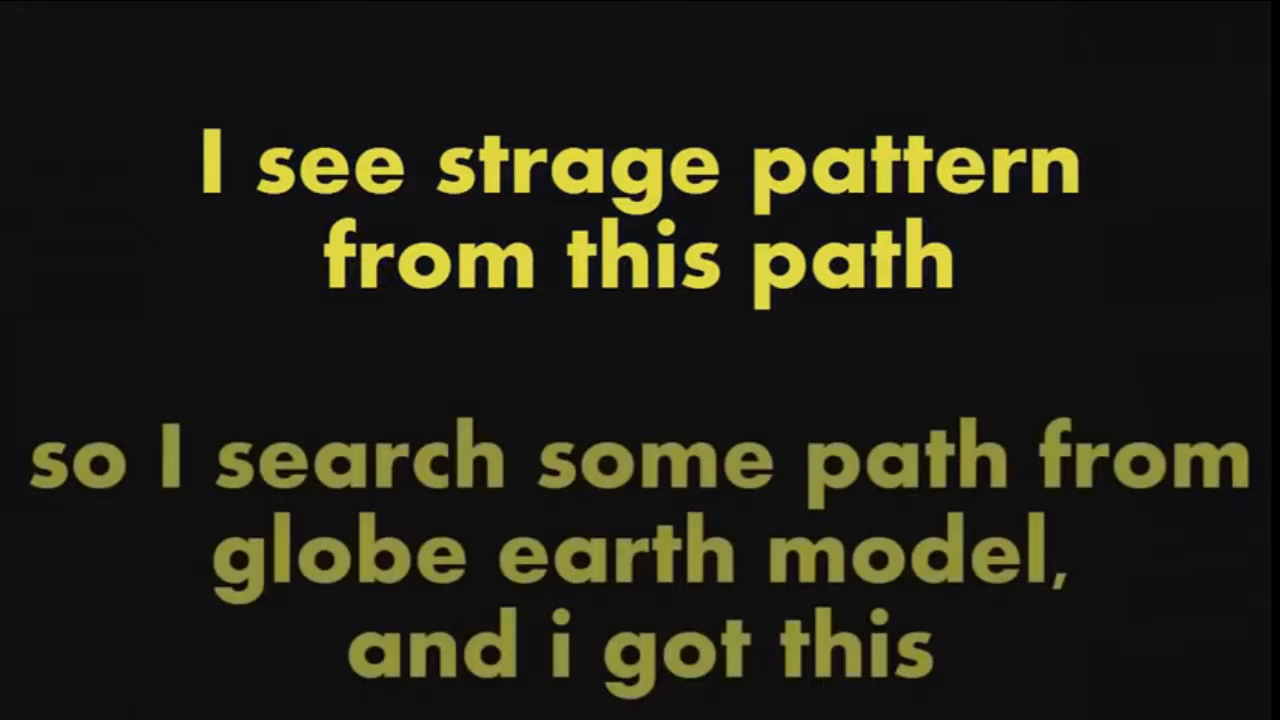 I see strage pattern
from this path
so I search some path from
globe earth model,
and i got this